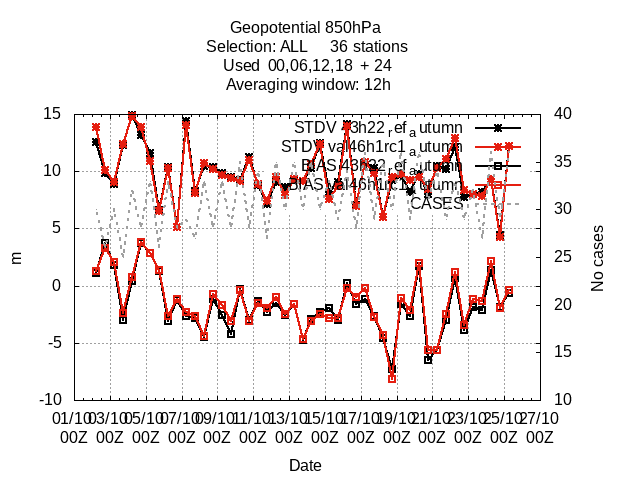 Geopotential 850hPa
Selection: ALL 36 stations
Used 00,06,12,18 + 24
Averaging window: 12h
STDV 43h22_ref_autumn
STDV val46h1rc1_autumn
BIAS 43h22_ref_autumn
BIAS val46h1rc1_autumn
CASES
15
10
5
0
-5
-10
m
40
35
30
25
20
15
10
No cases
01/10 03/10 05/10 07/10 09/10 11/10 13/10 15/10 17/10 19/10 21/10 23/10 25/10 27/10
00Z 00Z 00Z 00Z 00Z 00Z 00Z 00Z 00Z 00Z 00Z 00Z 00Z 00Z
Date